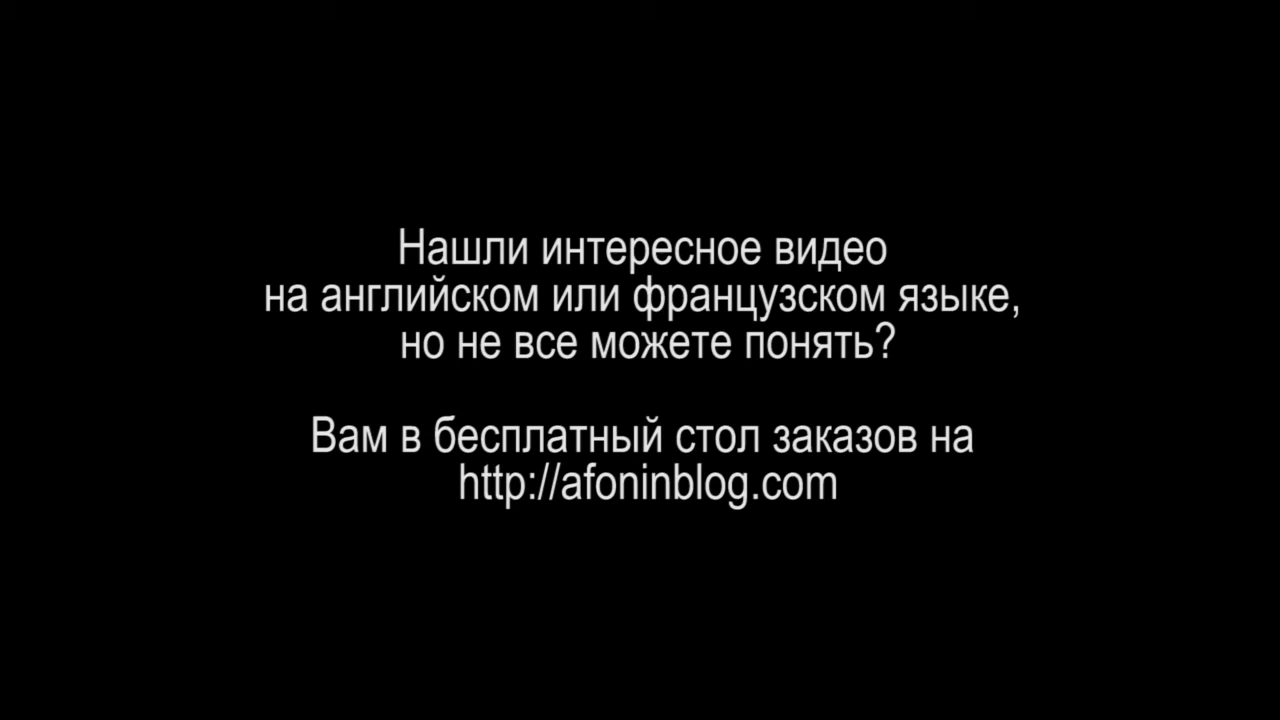 Нашли интересное видео
на английском или французском языке,
но не все можете понять?
Вам в бесплатный стол заказов на
http://afoninblog.com